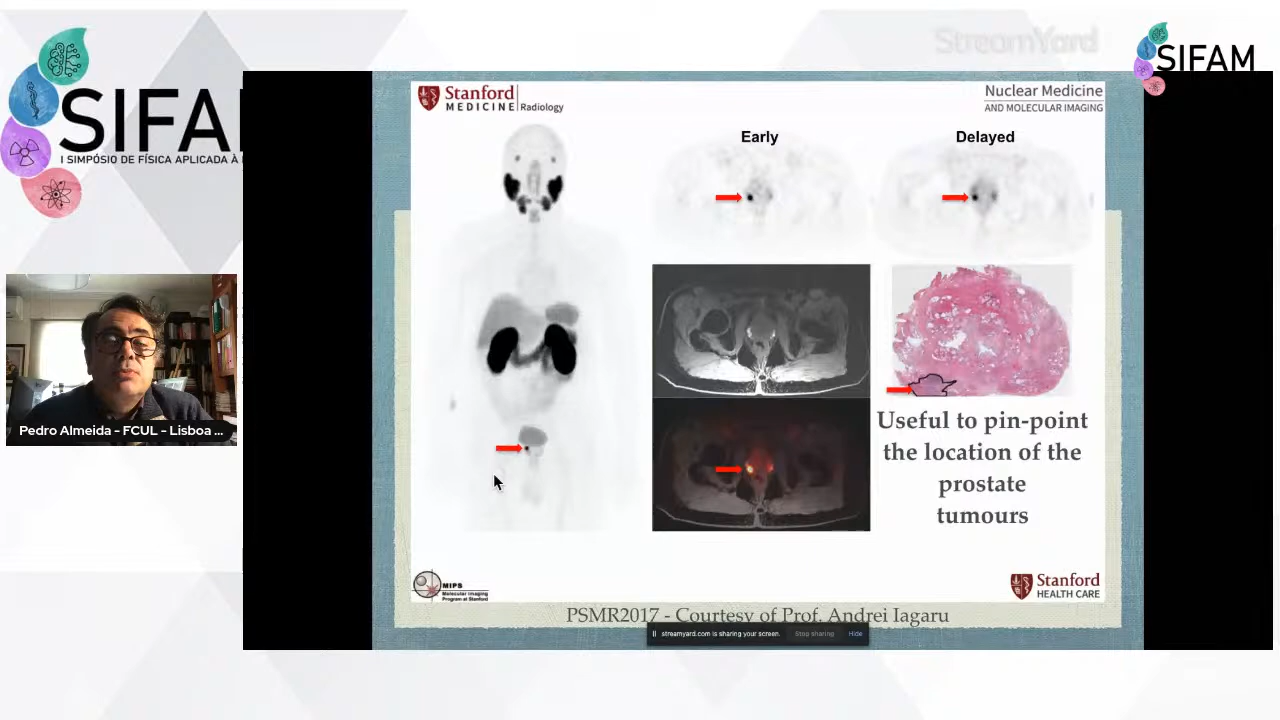 StreamYard
SIFAM
SIFA
I SIMPÓSIO DE FÍSICA APLICADA À
Stanford
MEDICINE Radiology
Nuclear Medicine
AND MOLECULAR IMAGING
Early
Delayed
Useful to pin-point
the location of the
prostate
tumours
Pedro Almeida - FCUL - Lisboa ...
MIPS
Molecular Imaging
Program at Stanford
Stanford
HEALTH CARE
PSMR2017 - Courtesy of Prof. Andrei Iagaru
streamyard.com is sharing your screen. Stop sharing Hide